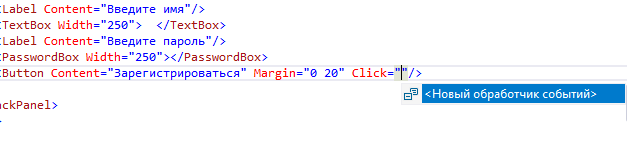 Label Content="Введите имя"/>
TextBox Width="250">  </TextBox>
Label Content="Введите пароль"/>
PasswordBox Width="250"></PasswordBox>
Button Content="Зарегистрироваться" Margin="0 20" Click=""/>
<Новый обработчик событий>
ackPanel>